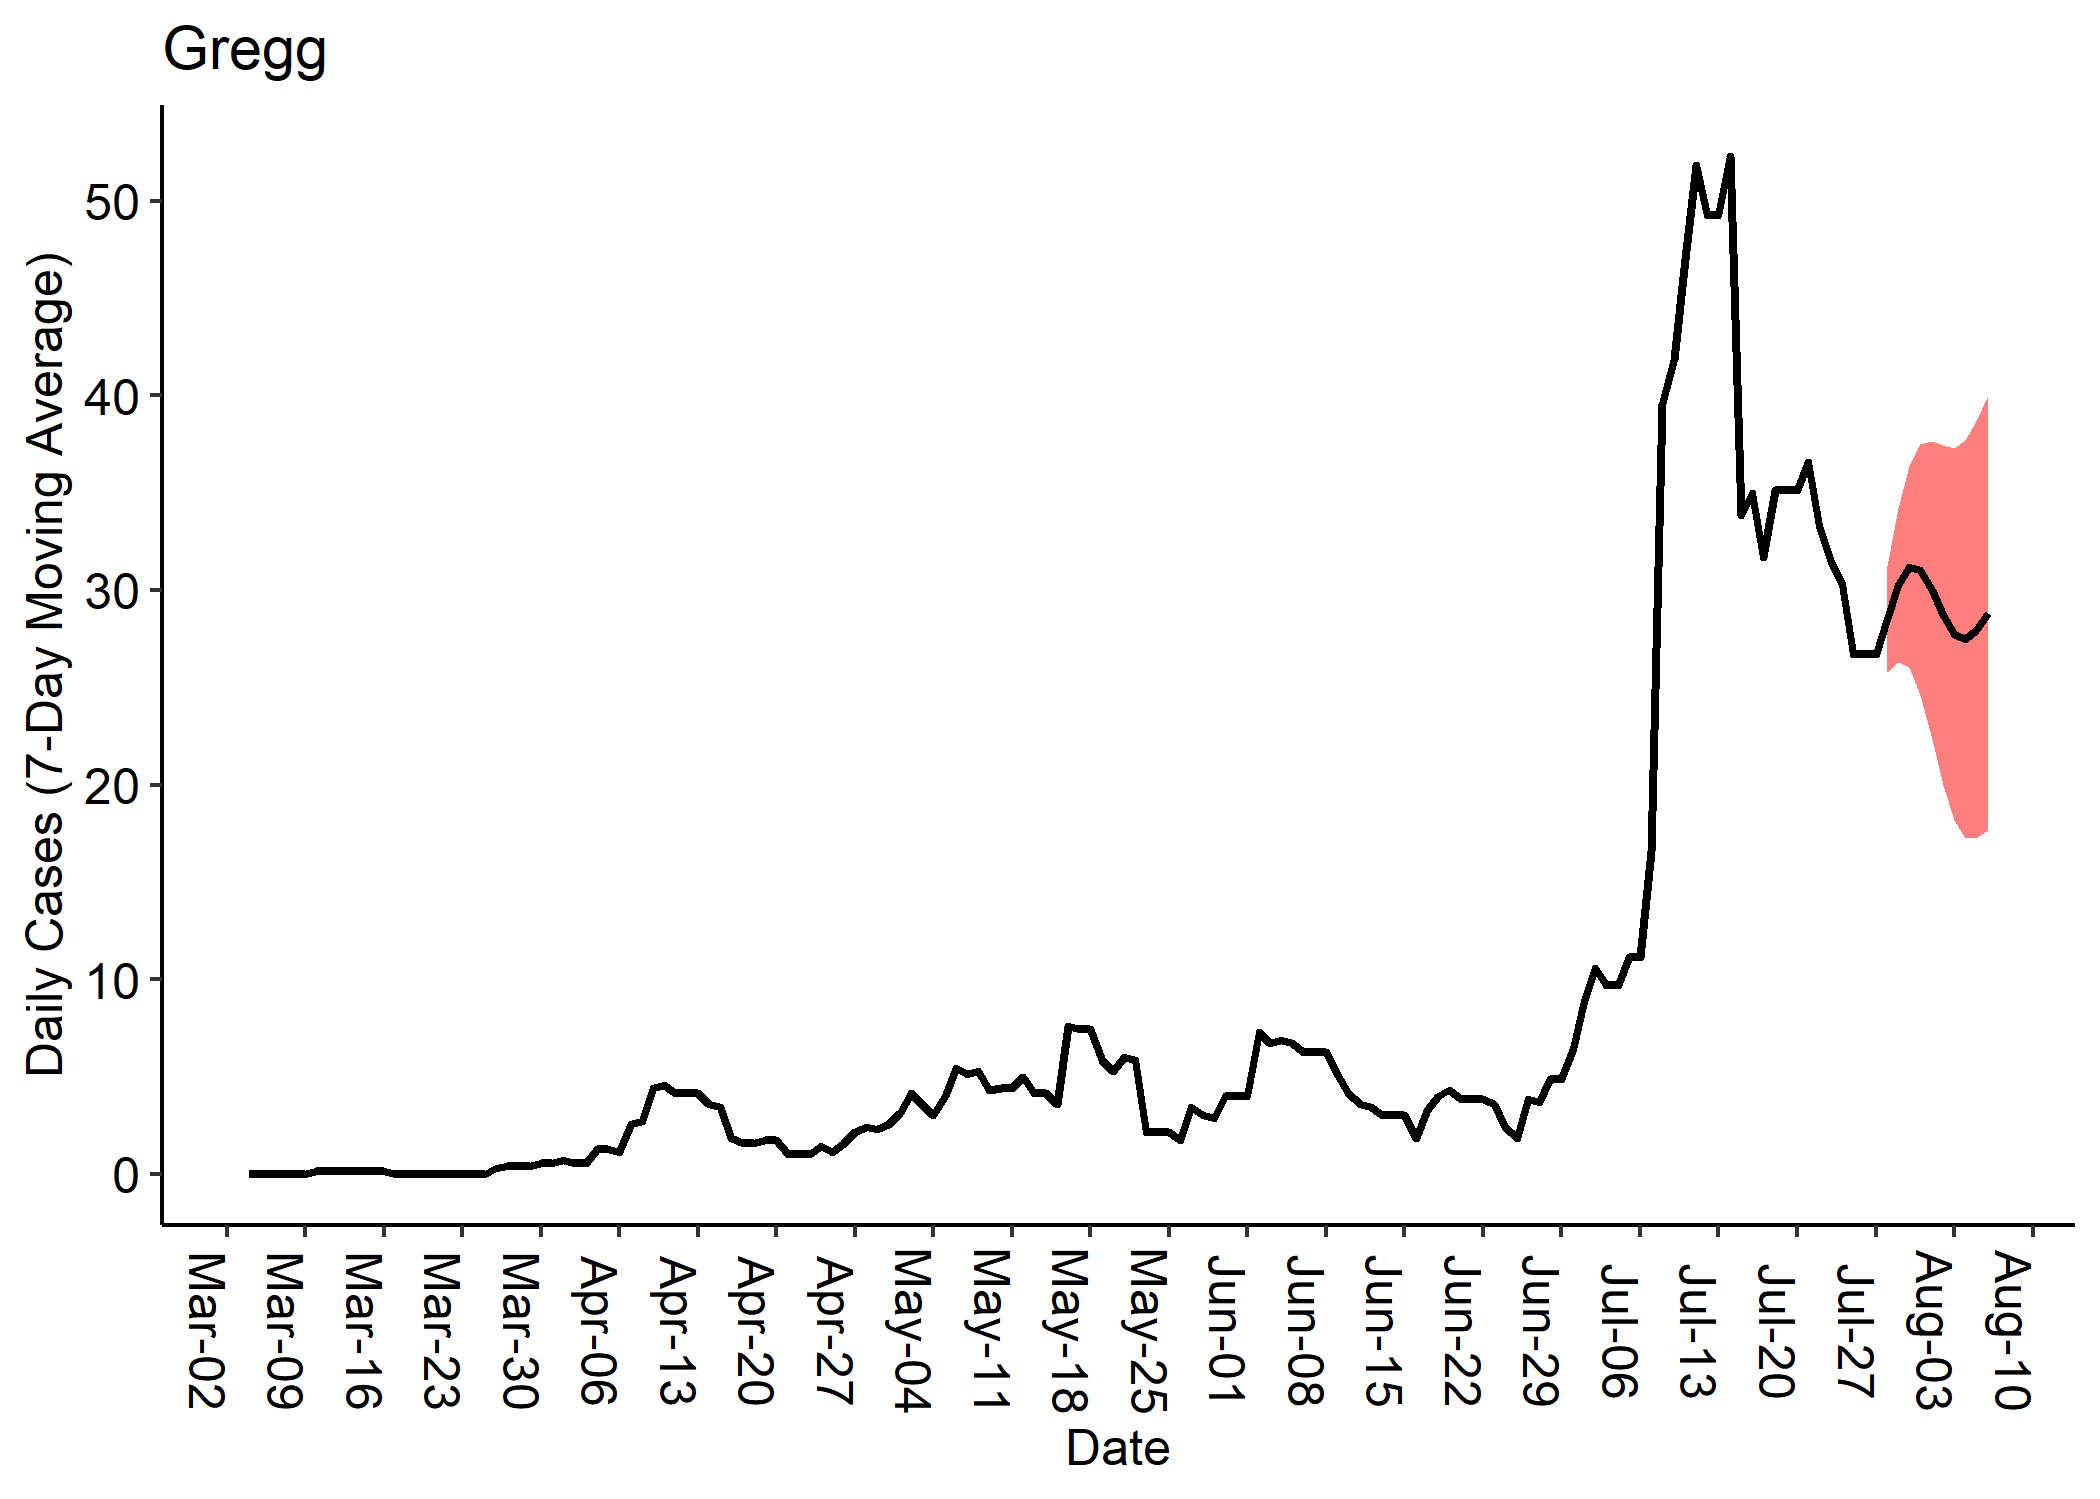 Gregg
Daily Cases (7-Day Moving Average)
50
40
30
20
10
0
Mar-02
Mar-09
Mar-16
Mar-23
Mar-30
Apr-06
Apr-13
Apr-20
Apr-27
May-04
May-11
May-18
May-25
Jun-01
Jun-08
Jun-15
Jun-22
Jun-29
Jul-06
Jul-13
Jul-20
Jul-27
Aug-03
Aug-10
Date